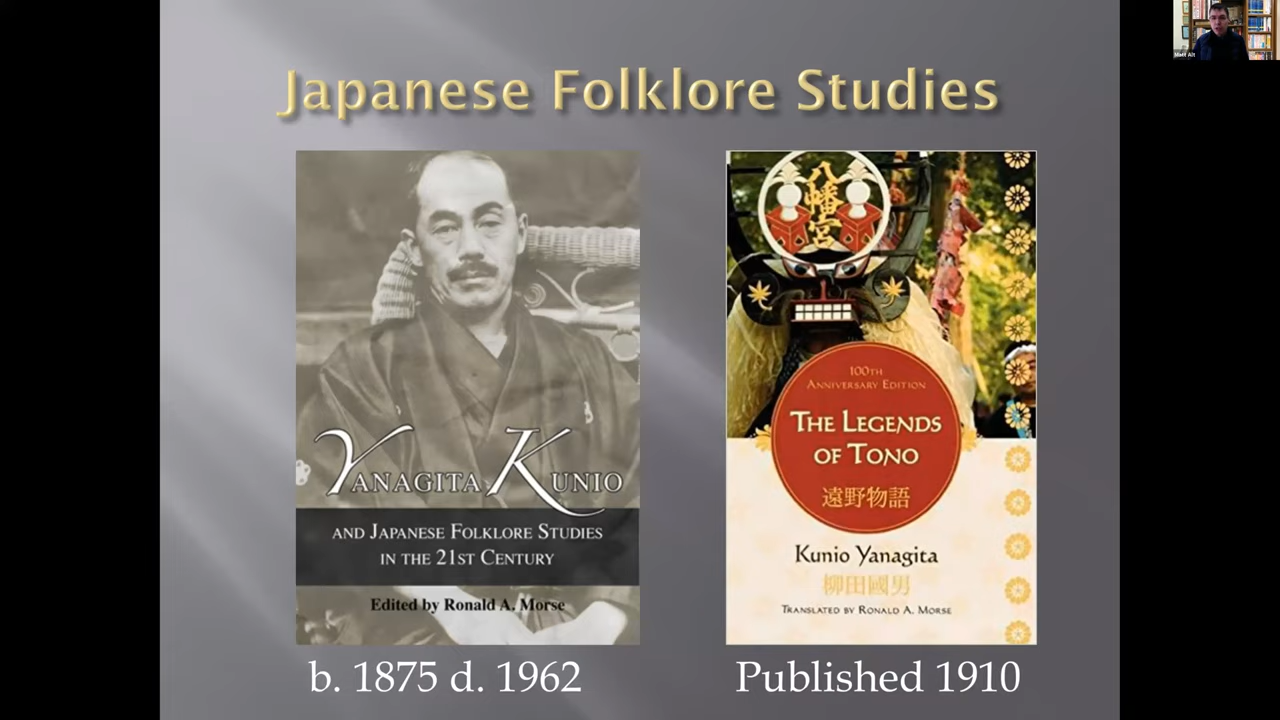 Japanese Folklore Studies
YANAGITA KUNIO
AND JAPANESE FOLKLORE STUDIES
IN THE 21ST CENTURY
Edited by Ronald A. Morse
b. 1875 d. 1962
八
幡
宮
100TH
ANNIVERSARY EDITION
THE LEGENDS
OF TONO
遠野物語
Kunio Yanagita
柳田國男
TRANSLATED BY RONALD A. MORSE
Published 1910
Matt Alt